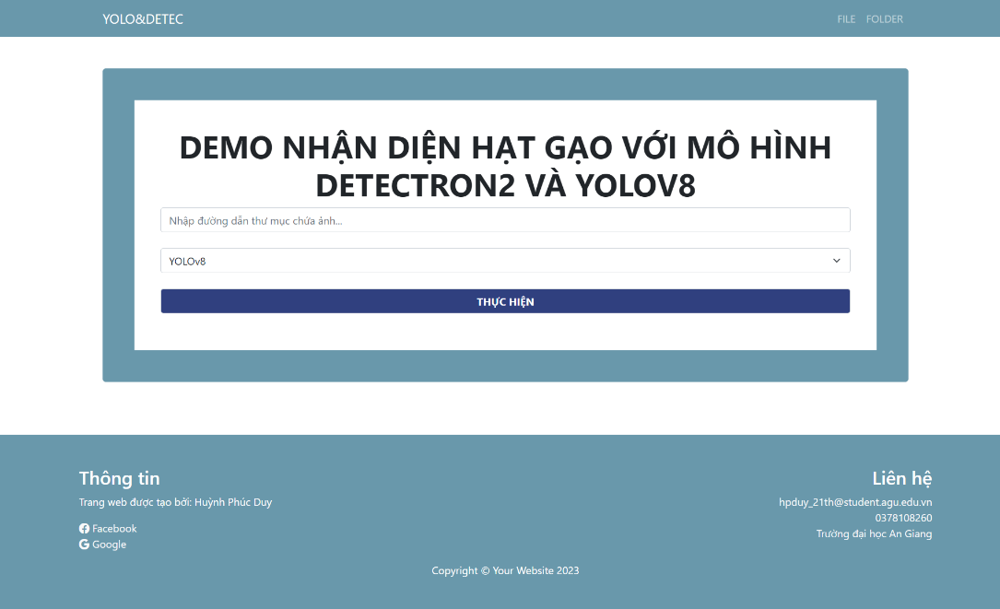 YOLO&DETEC
FILE FOLDER
DEMO NHẬN DIỆN HẠT GẠO VỚI MÔ HÌNH
DETECTRON2 VÀ YOLOV8
Nhập đường dẫn thư mục chứa ảnh...
YOLOv8
THỰC HIỆN
Thông tin
Trang web được tạo bởi: Huỳnh Phúc Duy
Facebook
Google
Liên hệ
hpduy_21th@student.agu.edu.vn
0378108260
Trường đại học An Giang
Copyright © Your Website 2023